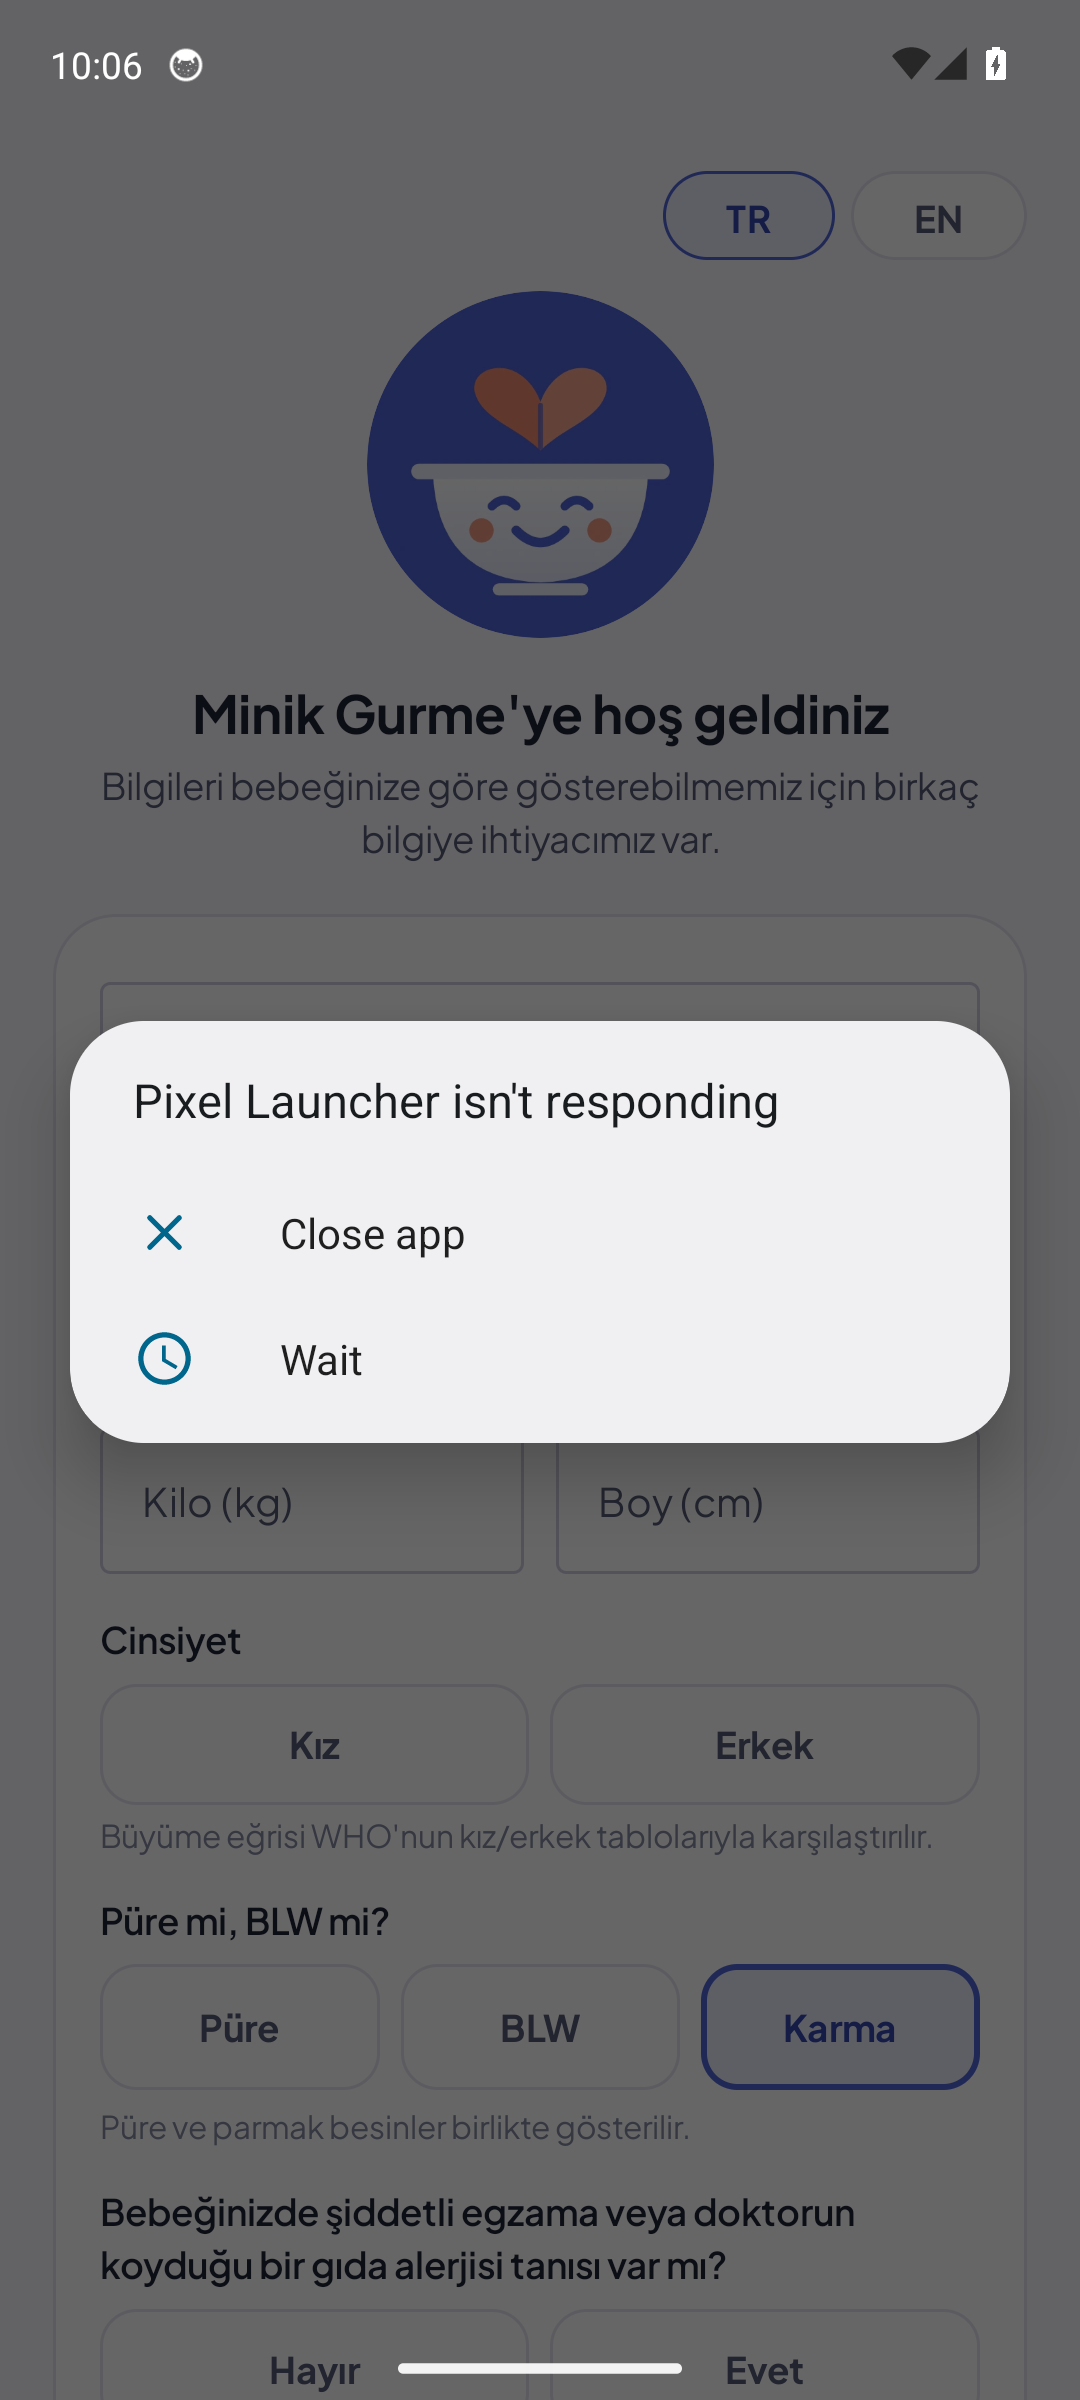 10:06
TR
EN
Minik Gurme'ye hoş geldiniz
Bilgileri bebeğinize göre gösterebilmemiz için birkaç
bilgiye ihtiyacımız var.
Pixel Launcher isn't responding
Close app
Wait
Kilo (kg)
Boy (cm)
Cinsiyet
Kız
Erkek
Büyüme eğrisi WHO'nun kız/erkek tablolarıyla karşılaştırılır.
Püre mi, BLW mi?
Püre
BLW
Karma
Püre ve parmak besinler birlikte gösterilir.
Bebeğinizde şiddetli egzama veya doktorun
koyduğu bir gıda alerjisi tanısı var mı?
Hayır
Evet